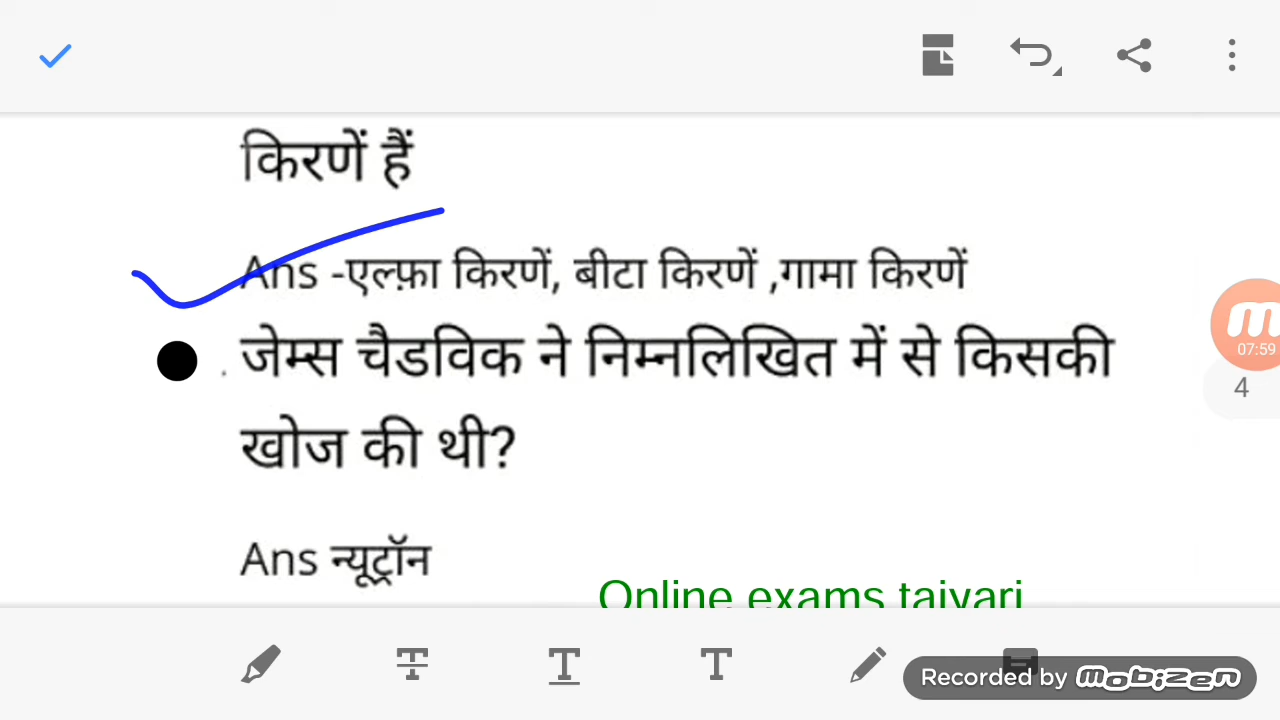 किरणें हैं
Ans -एल्फ़ा किरणें, बीटा किरणें ,गामा किरणें
07:59
. जेम्स चैडविक ने निम्नलिखित में से किसकी
4
खोज की थी?
Ans न्यूट्रॉन
Online exams taiyari
T T T
Recorded by mobizen